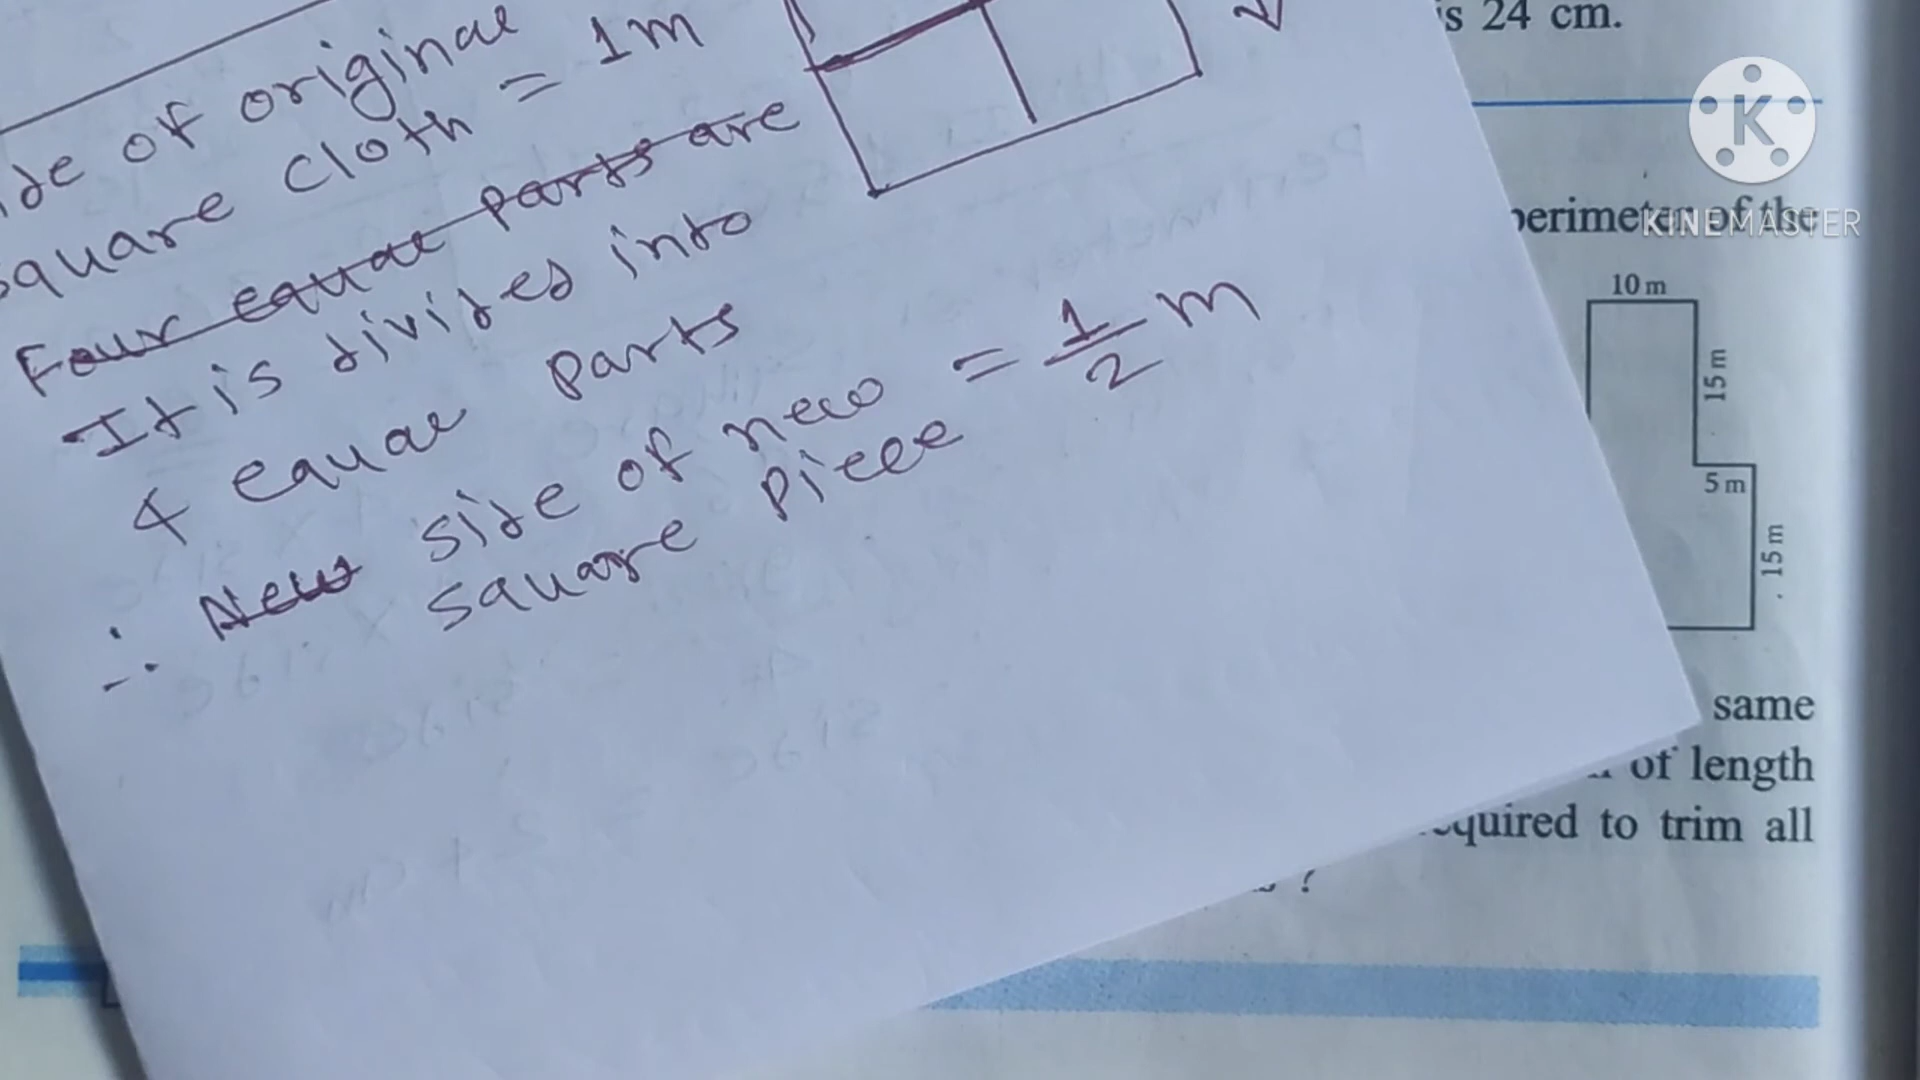 of original
square cloth = 1m
Four equal parts are
It is divided into
4 equal parts
∴ New side of new = 1/2 m
square piece
is 24 cm.
perimeter of the
KINEMASTER
10 m
15 m
5 m
15 m
same
of length
required to trim all
?